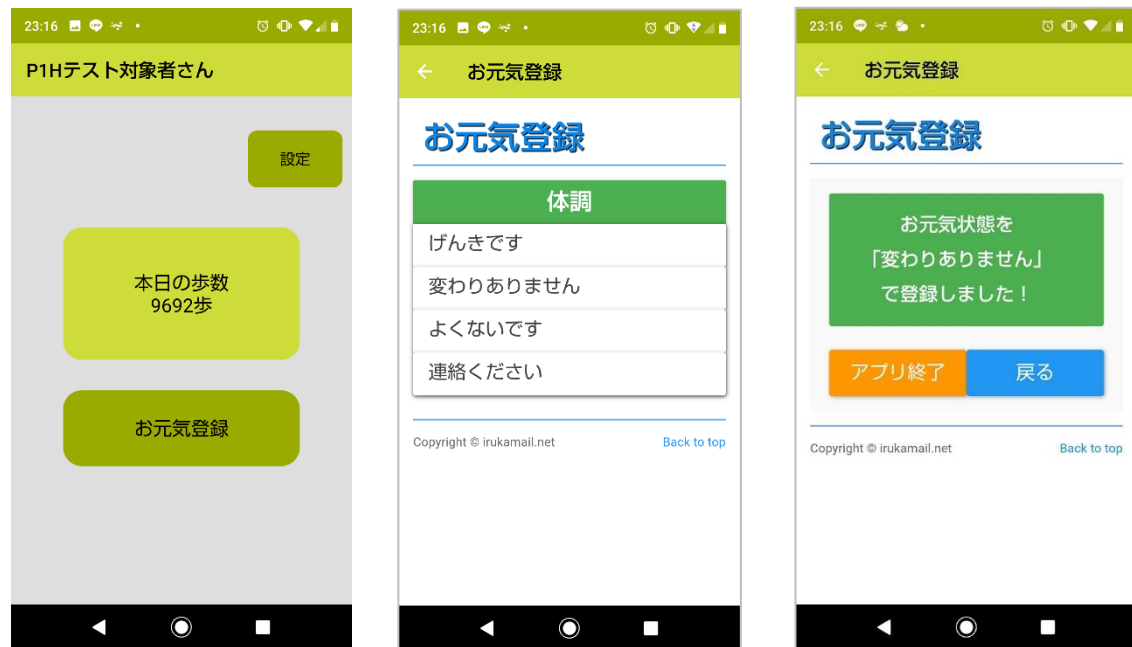 23:16
P1Hテスト対象者さん
設定
本日の歩数
9692歩
お元気登録
23:16
お元気登録
お元気登録
体調
げんきです
変わりありません
よくないです
連絡ください
Copyright © irukamail.net
Back to top
23:16
お元気登録
お元気登録
お元気状態を
「変わりありません」
で登録しました！
アプリ終了
戻る
Copyright © irukamail.net
Back to top